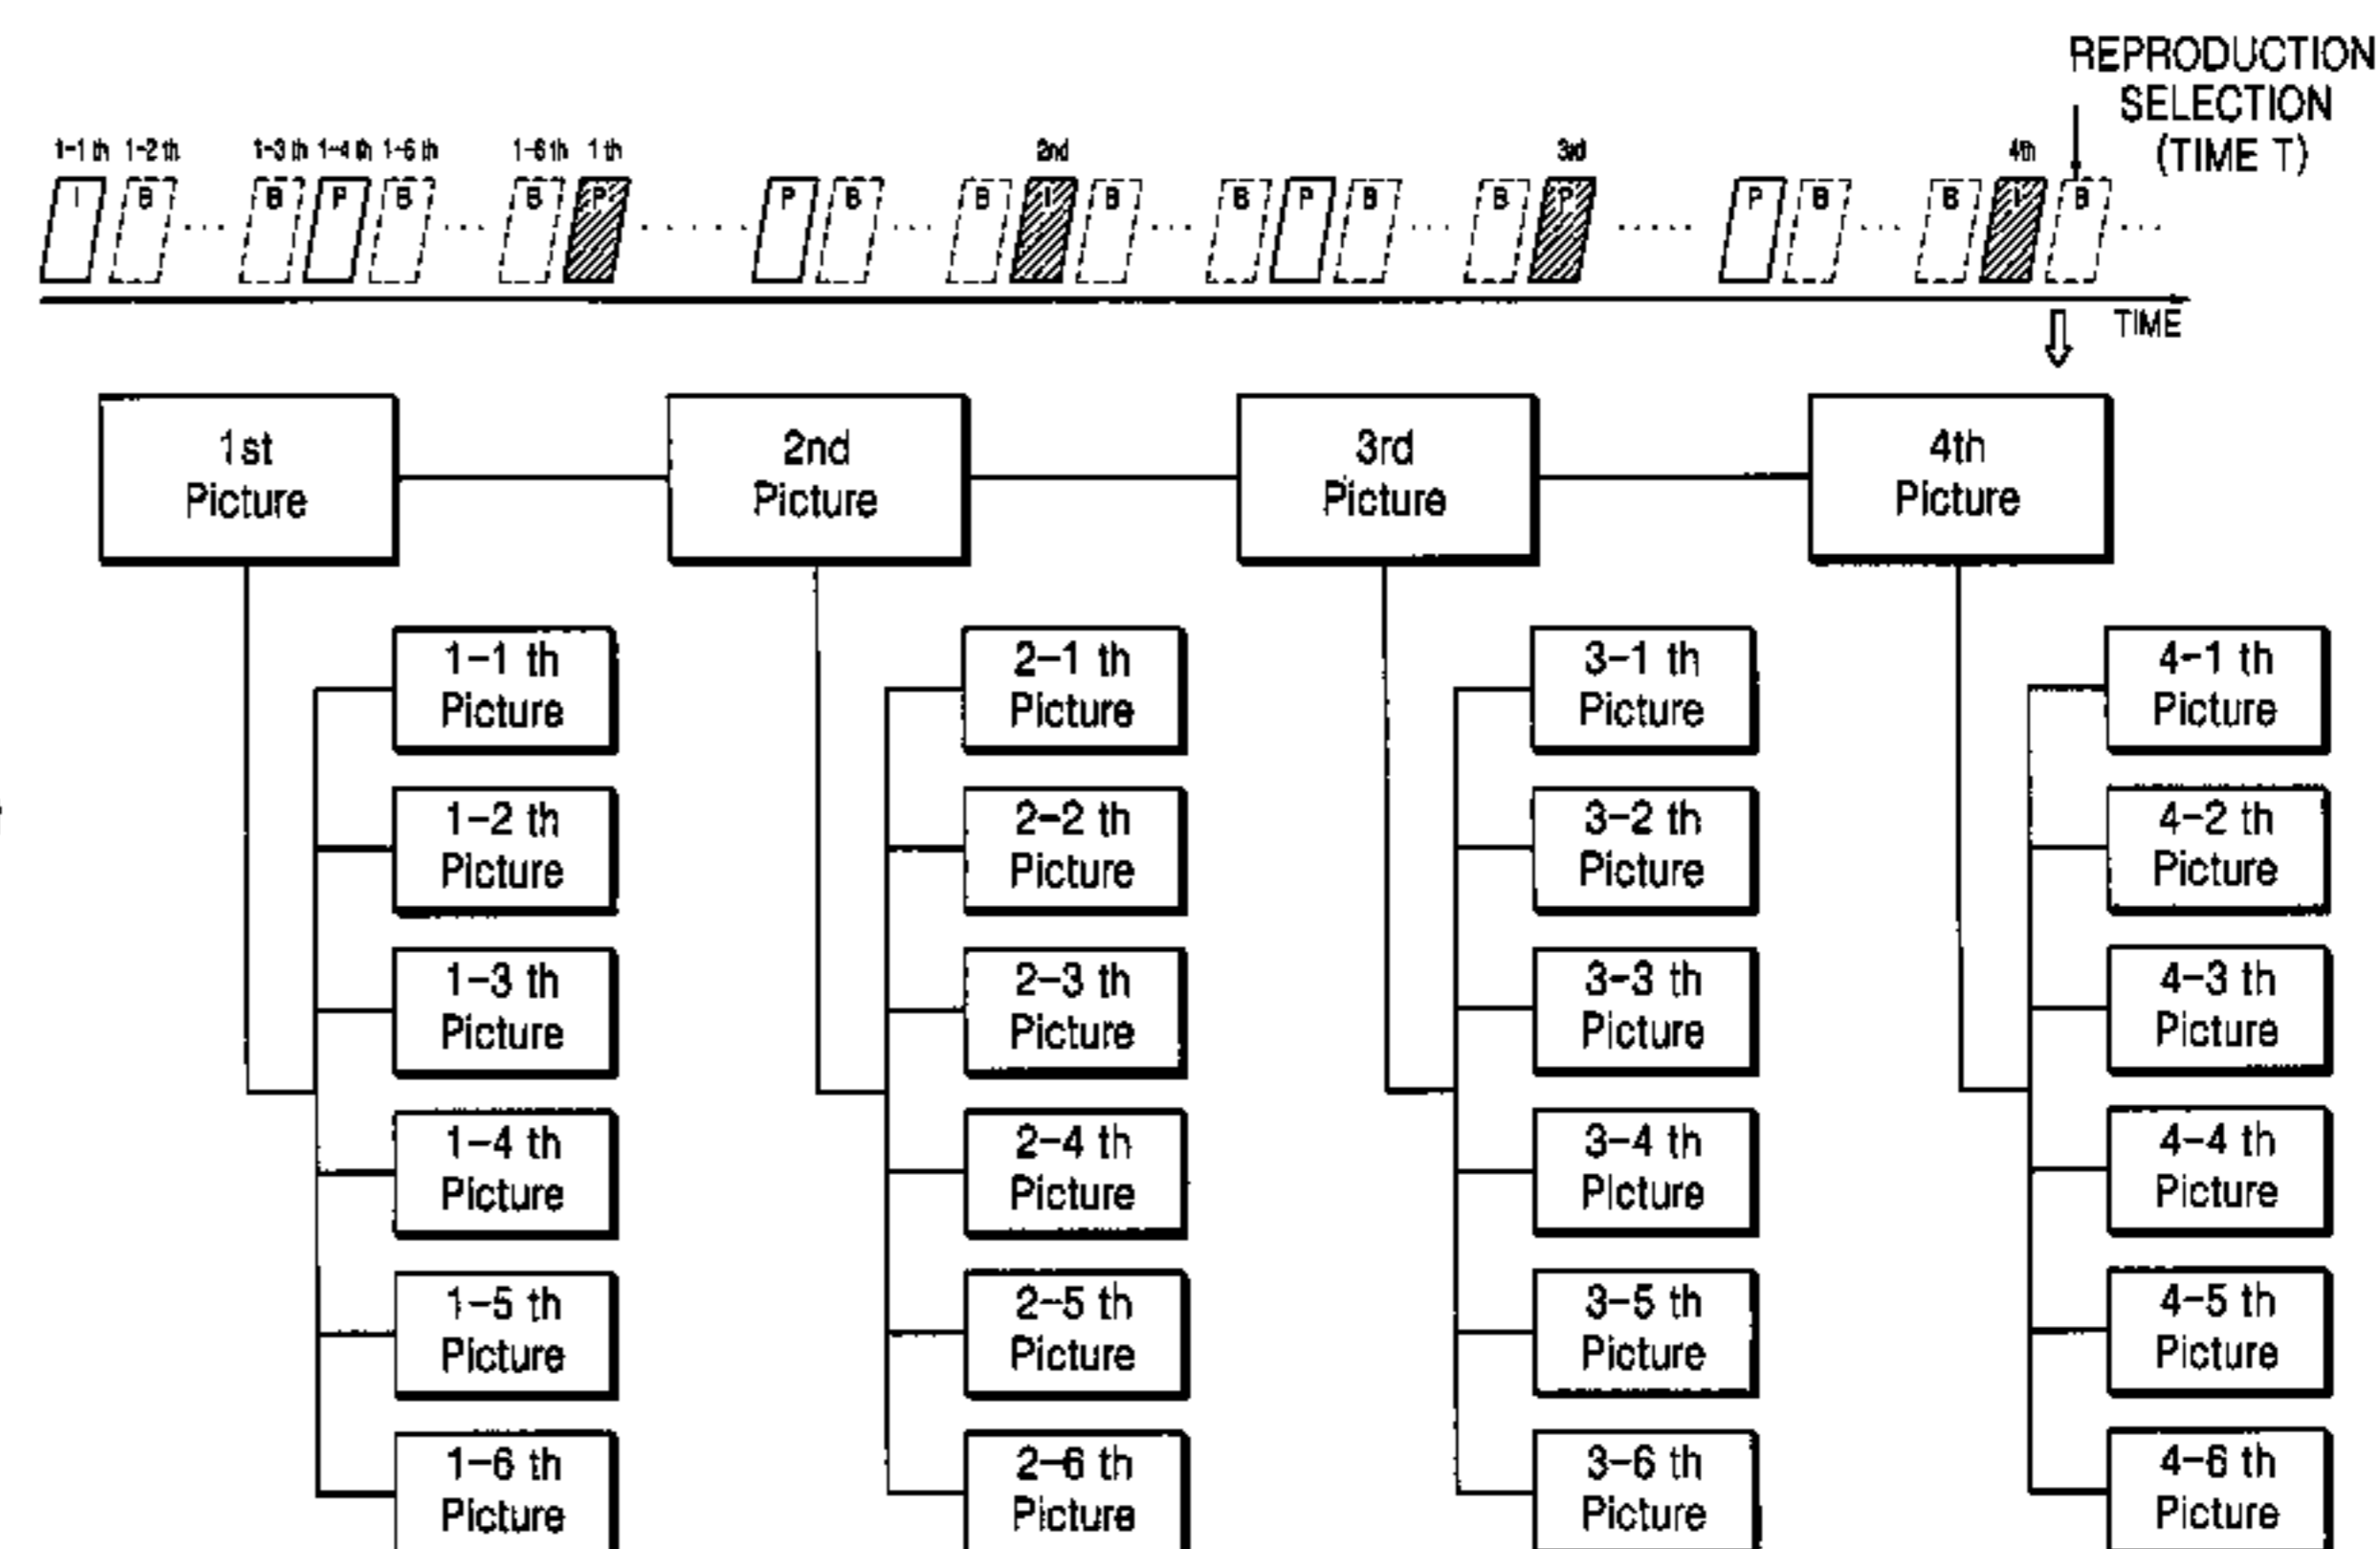 REPRODUCTION
SELECTION
(TIME T)
1-1 th 1-2 th 1-3 th 1-4 th 1-6 th 1-6 th 1 th 2nd 3rd 4th
I B B P B B P P B B I B B P B B P P B B I B
TIME
1st
Picture
2nd
Picture
3rd
Picture
4th
Picture
1-1 th
Picture
2-1 th
Picture
3-1 th
Picture
4-1 th
Picture
1-2 th
Picture
2-2 th
Picture
3-2 th
Picture
4-2 th
Picture
1-3 th
Picture
2-3 th
Picture
3-3 th
Picture
4-3 th
Picture
1-4 th
Picture
2-4 th
Picture
3-4 th
Picture
4-4 th
Picture
1-5 th
Picture
2-5 th
Picture
3-5 th
Picture
4-5 th
Picture
1-6 th
Picture
2-6 th
Picture
3-6 th
Picture
4-6 th
Picture